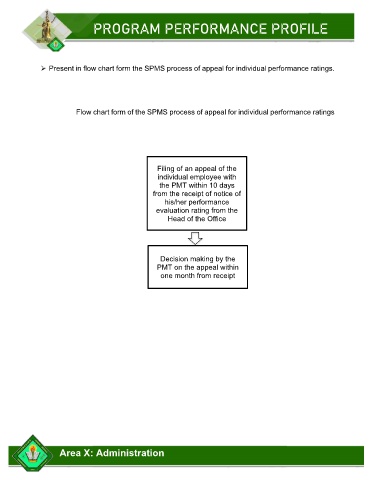 PROGRAM PERFORMANCE PROFILE
➢ Present in flow chart form the SPMS process of appeal for individual performance ratings.
Flow chart form of the SPMS process of appeal for individual performance ratings
Filing of an appeal of the
individual employee with
the PMT within 10 days
from the receipt of notice of
his/her performance
evaluation rating from the
Head of the Office
Decision making by the
PMT on the appeal within
one month from receipt
Area X: Administration